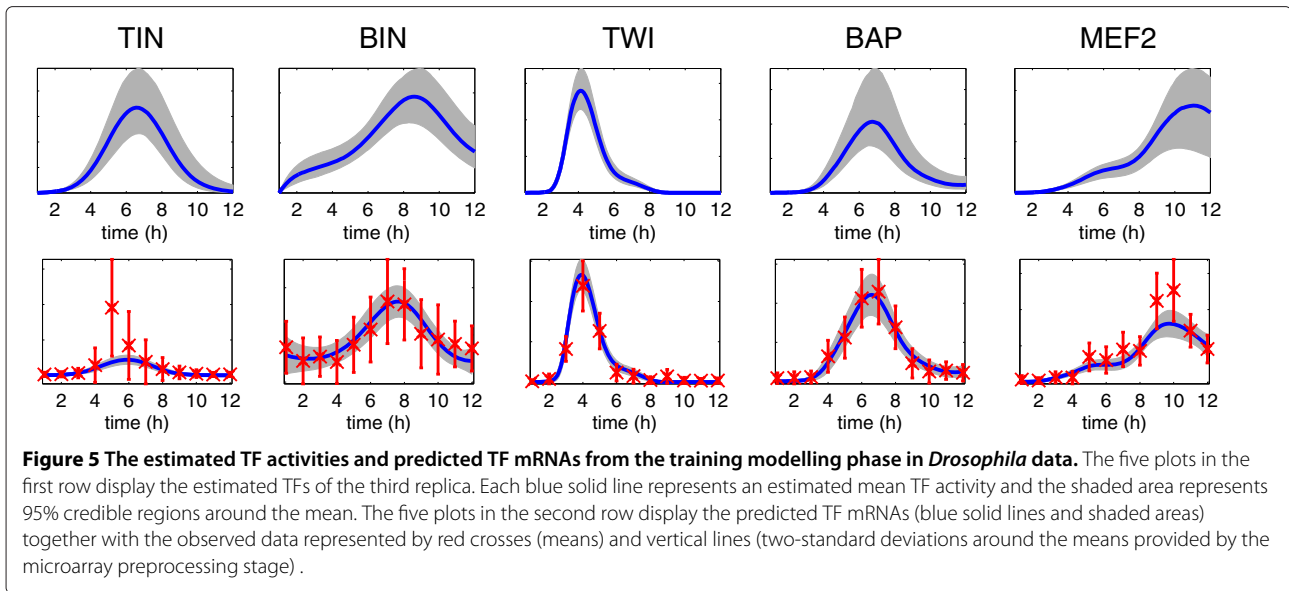 TIN BIN TWI BAP MEF2
2 4 6 8 10 12 2 4 6 8 10 12 2 4 6 8 10 12 2 4 6 8 10 12 2 4 6 8 10 12
time (h) time (h) time (h) time (h) time (h)
2 4 6 8 10 12 2 4 6 8 10 12 2 4 6 8 10 12 2 4 6 8 10 12 2 4 6 8 10 12
time (h) time (h) time (h) time (h) time (h)
Figure 5 The estimated TF activities and predicted TF mRNAs from the training modelling phase in Drosophila data. The five plots in the
first row display the estimated TFs of the third replica. Each blue solid line represents an estimated mean TF activity and the shaded area represents
95% credible regions around the mean. The five plots in the second row display the predicted TF mRNAs (blue solid lines and shaded areas)
together with the observed data represented by red crosses (means) and vertical lines (two-standard deviations around the means provided by the
microarray preprocessing stage) .